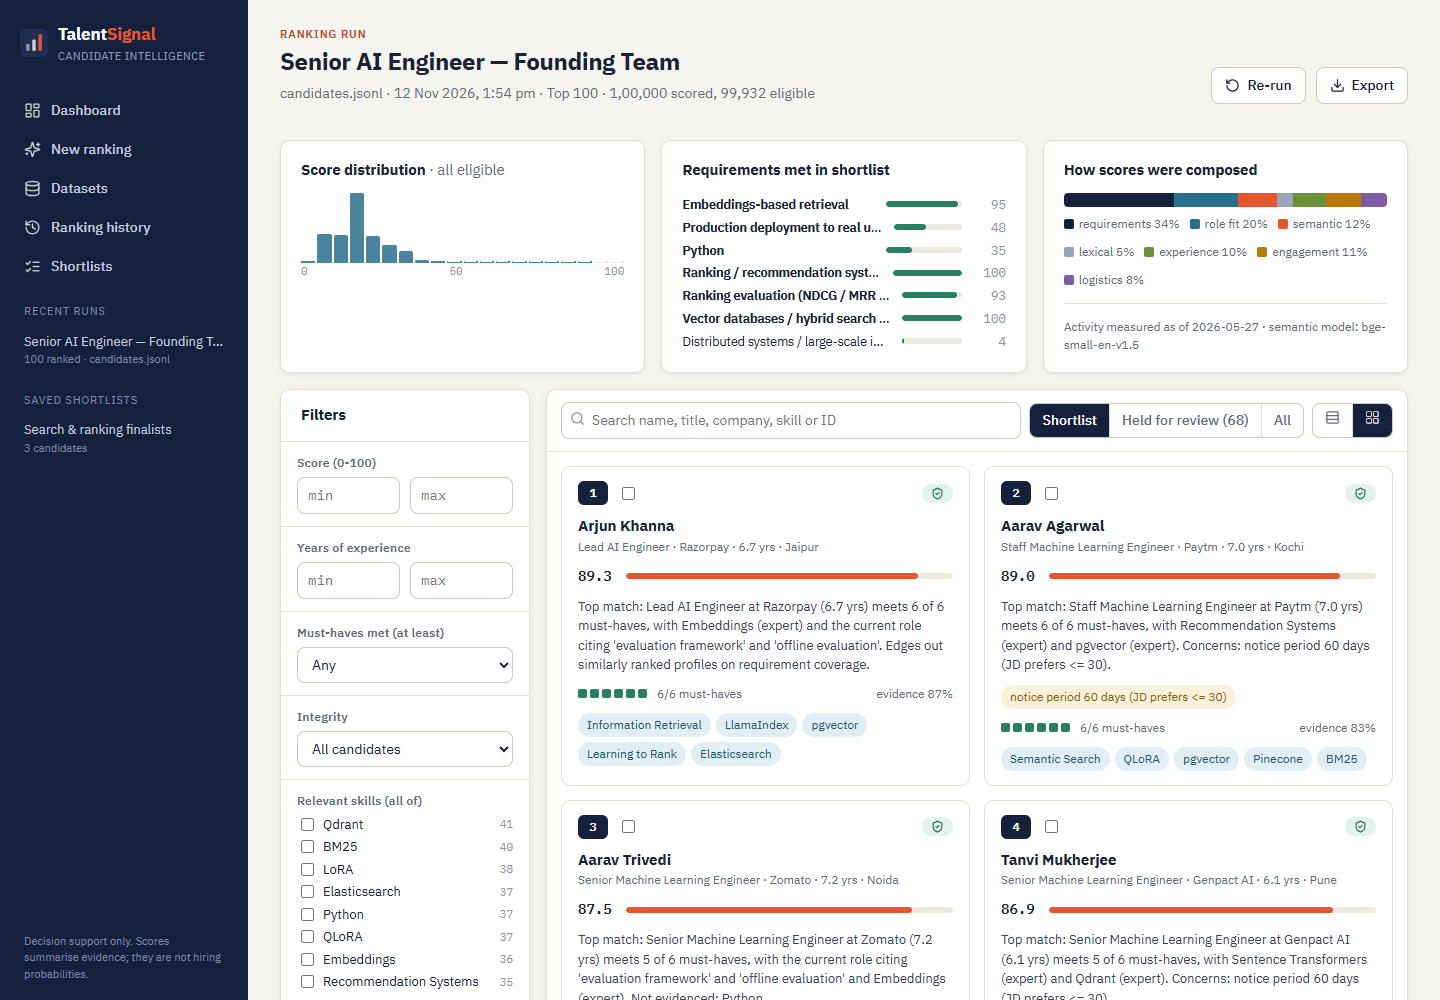 TalentSignal
CANDIDATE INTELLIGENCE
Dashboard
New ranking
Datasets
Ranking history
Shortlists
RECENT RUNS
Senior AI Engineer — Founding T...
100 ranked · candidates.jsonl
SAVED SHORTLISTS
Search & ranking finalists
3 candidates
Decision support only. Scores
summarise evidence; they are not hiring
probabilities.
RANKING RUN
Senior AI Engineer — Founding Team
candidates.jsonl · 12 Nov 2026, 1:54 pm · Top 100 · 1,00,000 scored, 99,932 eligible
Re-run
Export
Score distribution · all eligible
0 50 100
Requirements met in shortlist
Embeddings-based retrieval 95
Production deployment to real u... 48
Python 35
Ranking / recommendation syst... 100
Ranking evaluation (NDCG / MRR ... 93
Vector databases / hybrid search ... 100
Distributed systems / large-scale i... 4
How scores were composed
requirements 34% role fit 20% semantic 12%
lexical 5% experience 10% engagement 11%
logistics 8%
Activity measured as of 2026-05-27 · semantic model: bge-
small-en-v1.5
Filters
Score (0-100)
min max
Years of experience
min max
Must-haves met (at least)
Any
Integrity
All candidates
Relevant skills (all of)
Qdrant 41
BM25 40
LoRA 38
Elasticsearch 37
Python 37
QLoRA 37
Embeddings 36
Recommendation Systems 35
Search name, title, company, skill or ID
Shortlist Held for review (68) All
1
Arjun Khanna
Lead AI Engineer · Razorpay · 6.7 yrs · Jaipur
89.3
Top match: Lead AI Engineer at Razorpay (6.7 yrs) meets 6 of 6
must-haves, with Embeddings (expert) and the current role
citing 'evaluation framework' and 'offline evaluation'. Edges out
similarly ranked profiles on requirement coverage.
6/6 must-haves evidence 87%
Information Retrieval LlamaIndex pgvector
Learning to Rank Elasticsearch
2
Aarav Agarwal
Staff Machine Learning Engineer · Paytm · 7.0 yrs · Kochi
89.0
Top match: Staff Machine Learning Engineer at Paytm (7.0 yrs)
meets 6 of 6 must-haves, with Recommendation Systems
(expert) and pgvector (expert). Concerns: notice period 60 days
(JD prefers <= 30).
notice period 60 days (JD prefers <= 30)
6/6 must-haves evidence 83%
Semantic Search QLoRA pgvector Pinecone BM25
3
Aarav Trivedi
Senior Machine Learning Engineer · Zomato · 7.2 yrs · Noida
87.5
Top match: Senior Machine Learning Engineer at Zomato (7.2
yrs) meets 5 of 6 must-haves, with the current role citing
'evaluation framework' and 'offline evaluation' and Embeddings
(expert). Not evidenced: Python.
4
Tanvi Mukherjee
Senior Machine Learning Engineer · Genpact AI · 6.1 yrs · Pune
86.9
Top match: Senior Machine Learning Engineer at Genpact AI
(6.1 yrs) meets 5 of 6 must-haves, with Sentence Transformers
(expert) and Qdrant (expert). Concerns: notice period 60 days
(JD prefers <= 30).